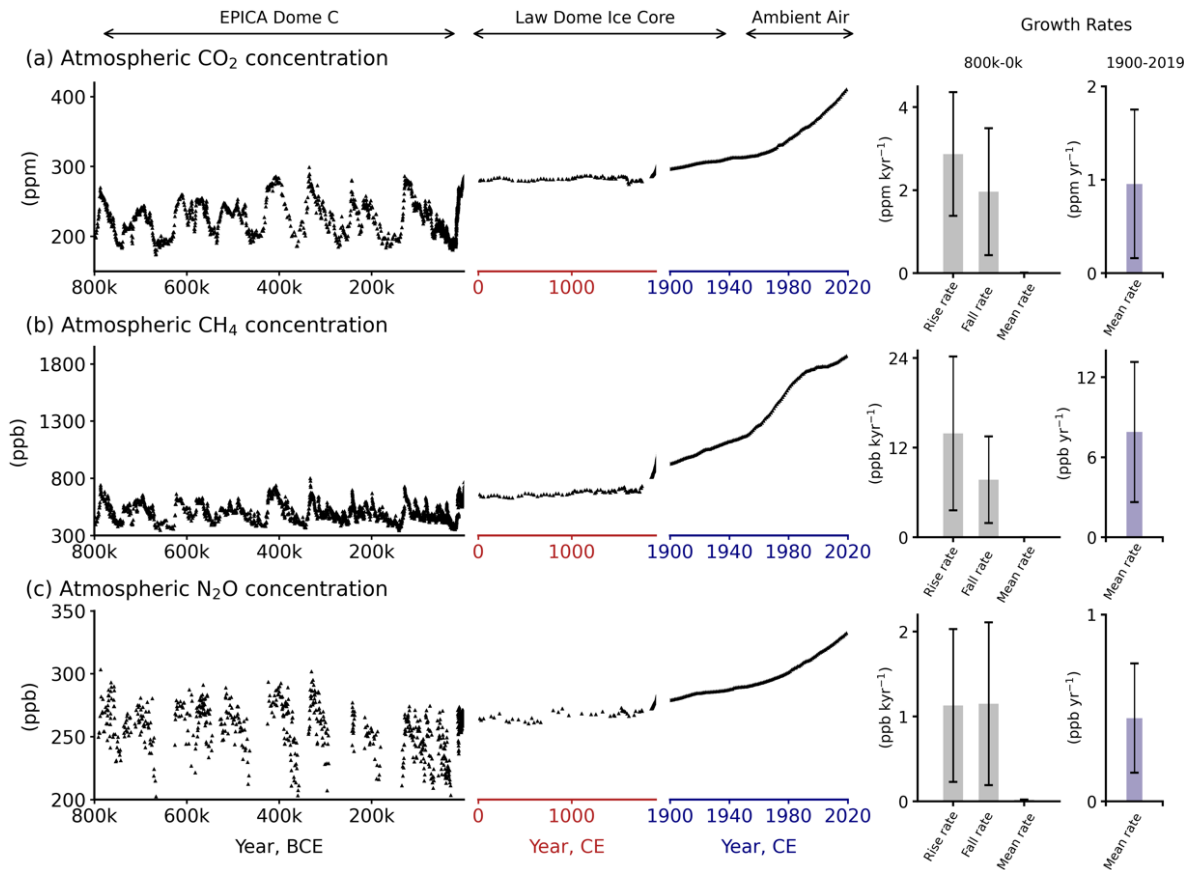 EPICA Dome C
Law Dome Ice Core
Ambient Air
Growth Rates
(a) Atmospheric CO₂ concentration
800k-0k
1900-2019
(ppm)
400
300
200
800k 600k 400k 200k
0 1000
1900 1940 1980 2020
(ppm kyr⁻¹)
4
2
0
Rise rate
Fall rate
Mean rate
(ppm yr⁻¹)
2
1
0
Mean rate
(b) Atmospheric CH₄ concentration
(ppb)
1800
1300
800
300
800k 600k 400k 200k
0 1000
1900 1940 1980 2020
(ppb kyr⁻¹)
24
12
0
Rise rate
Fall rate
Mean rate
(ppb yr⁻¹)
12
6
0
Mean rate
(c) Atmospheric N₂O concentration
(ppb)
350
300
250
200
800k 600k 400k 200k
0 1000
1900 1940 1980 2020
Year, BCE
Year, CE
Year, CE
(ppb kyr⁻¹)
2
1
0
Rise rate
Fall rate
Mean rate
(ppb yr⁻¹)
1
0
Mean rate